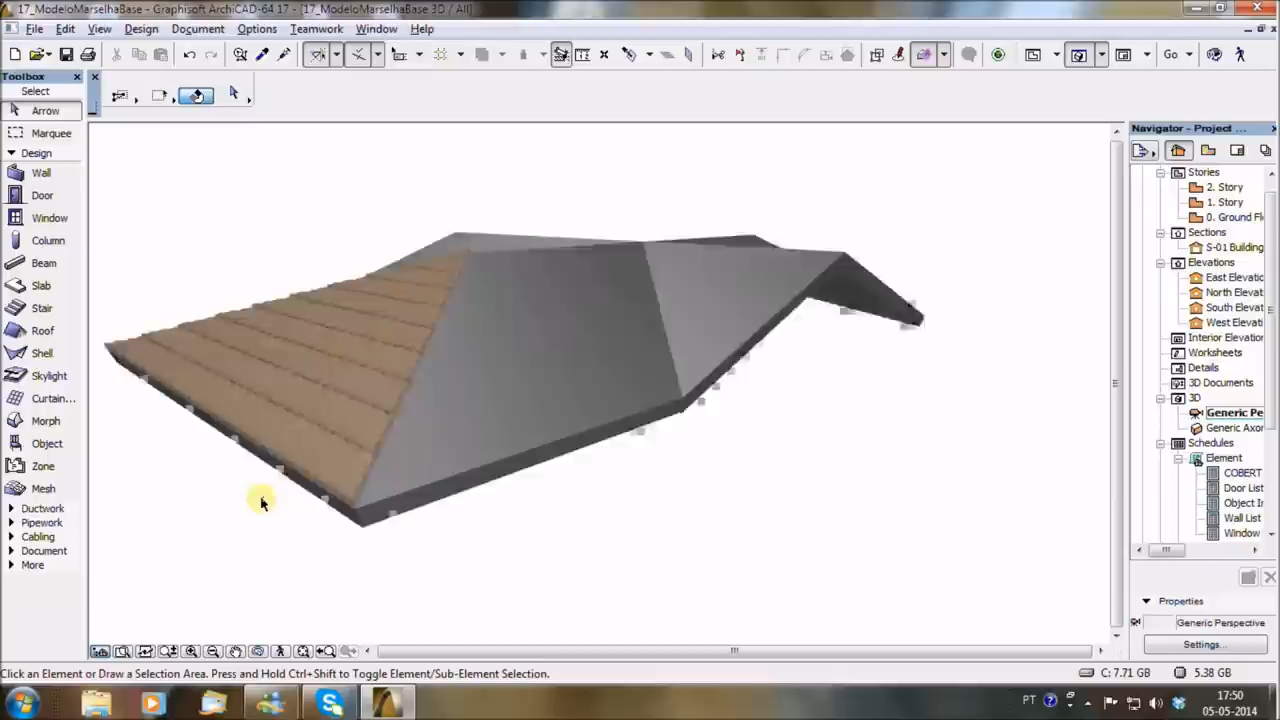 17_ModeloMarselhaBase - Graphisoft ArchiCAD-64 17 - [17_ModeloMarselhaBase 3D / All]
File Edit View Design Document Options Teamwork Window Help
Go
Toolbox
Select
Arrow
Marquee
Design
Wall
Door
Window
Column
Beam
Slab
Stair
Roof
Shell
Skylight
Curtain...
Morph
Object
Zone
Mesh
Ductwork
Pipework
Cabling
Document
More
Navigator - Project ...
Stories
2. Story
1. Story
0. Ground Fl
Sections
S-01 Building
Elevations
East Elevatio
North Elevat
South Elevat
West Elevati
Interior Elevation
Worksheets
Details
3D Documents
3D
Generic Pe
Generic Axor
Schedules
Element
COBERT
Door List
Object Ir
Wall List
Window
Properties
Generic Perspective
Settings...
Click an Element or Draw a Selection Area. Press and Hold Ctrl+Shift to Toggle Element/Sub-Element Selection.
C: 7.71 GB
5.38 GB
PT
17:50
05-05-2014